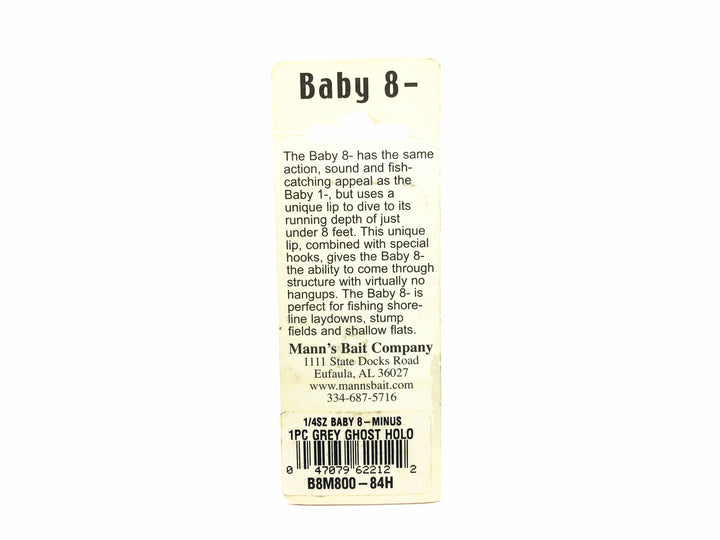 Baby 8-
The Baby 8- has the same
action, sound and fish-
catching appeal as the
Baby 1-, but uses a
unique lip to dive to its
running depth of just
under 8 feet. This unique
lip, combined with special
hooks, gives the Baby 8-
the ability to come through
structure with virtually no
hangups. The Baby 8- is
perfect for fishing shore-
line laydowns, stump
fields and shallow flats.
Mann's Bait Company
1111 State Docks Road
Eufaula, AL 36027
www.mannsbait.com
334-687-5716
1/4SZ BABY 8-MINUS
1PC GREY GHOST HOLO
0 47079 62212 2
B8M800-84H